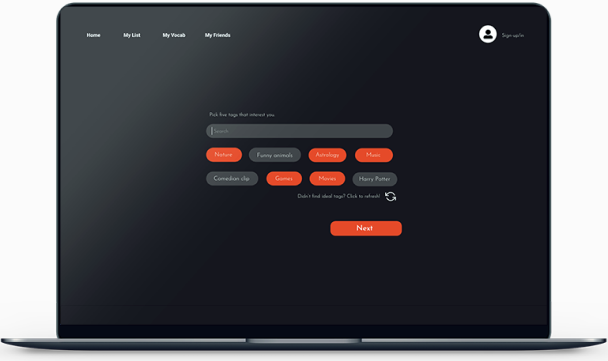 Home My List My Vocab My Friends Sign up/in
Pick five tags that interest you
Search
Nature Funny animals Astrology Music
Comedian clip Games Movies Harry Potter
Didn't find ideal tags? Click to refresh!
Next